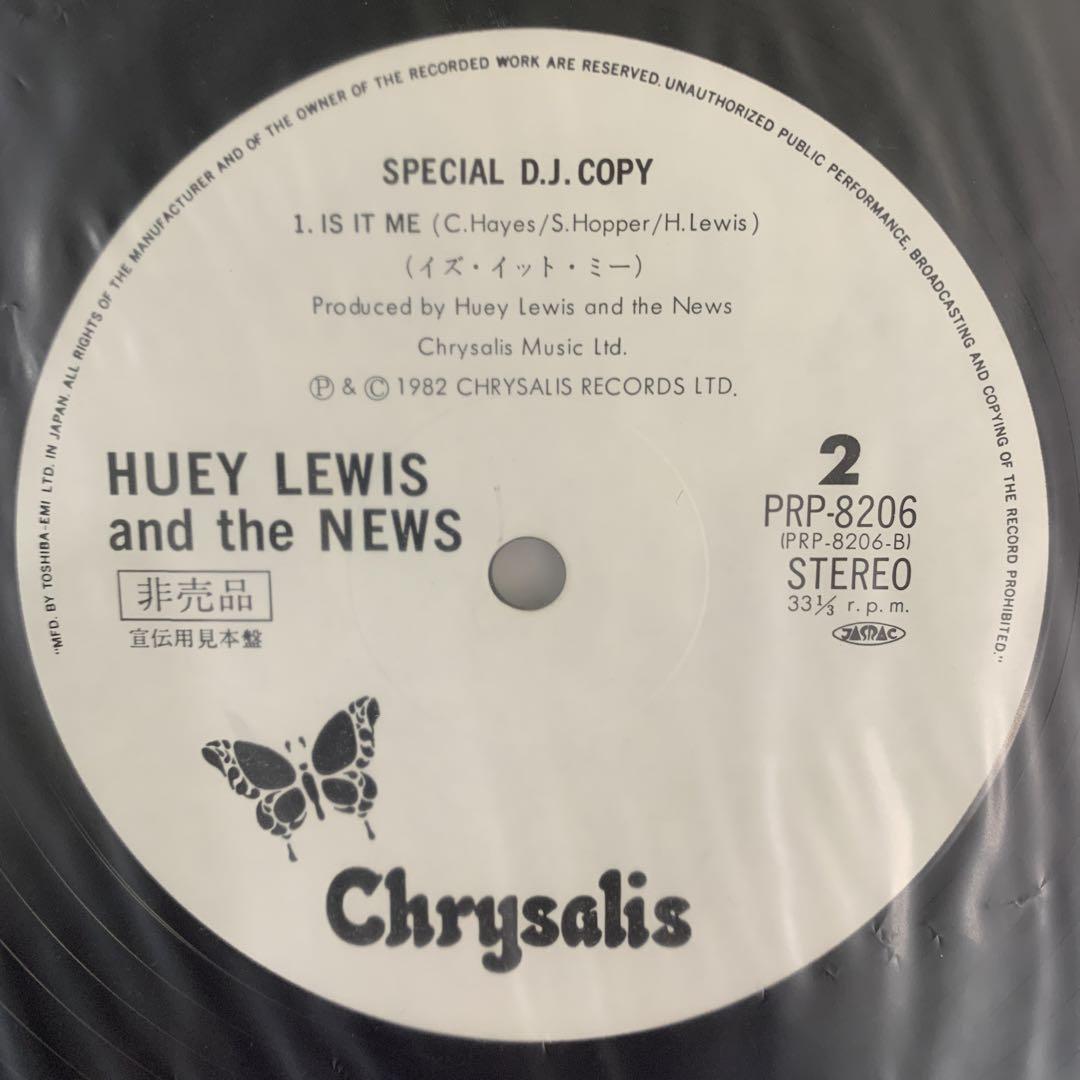 "MFD. BY TOSHIBA-EMI LTD. IN JAPAN. ALL RIGHTS OF THE MANUFACTURER AND OF THE OWNER OF THE RECORDED WORK ARE RESERVED. UNAUTHORIZED PUBLIC PERFORMANCE, BROADCASTING AND COPYING OF THE RECORD PROHIBITED."
SPECIAL D.J. COPY
1. IS IT ME (C.Hayes/S.Hopper/H.Lewis)
(イズ・イット・ミー)
Produced by Huey Lewis and the News
Chrysalis Music Ltd.
Ⓟ & © 1982 CHRYSALIS RECORDS LTD.
HUEY LEWIS
and the NEWS
非売品
宣伝用見本盤
2
PRP-8206
(PRP-8206-B)
STEREO
33⅓ r.p.m.
JASRAC
Chrysalis